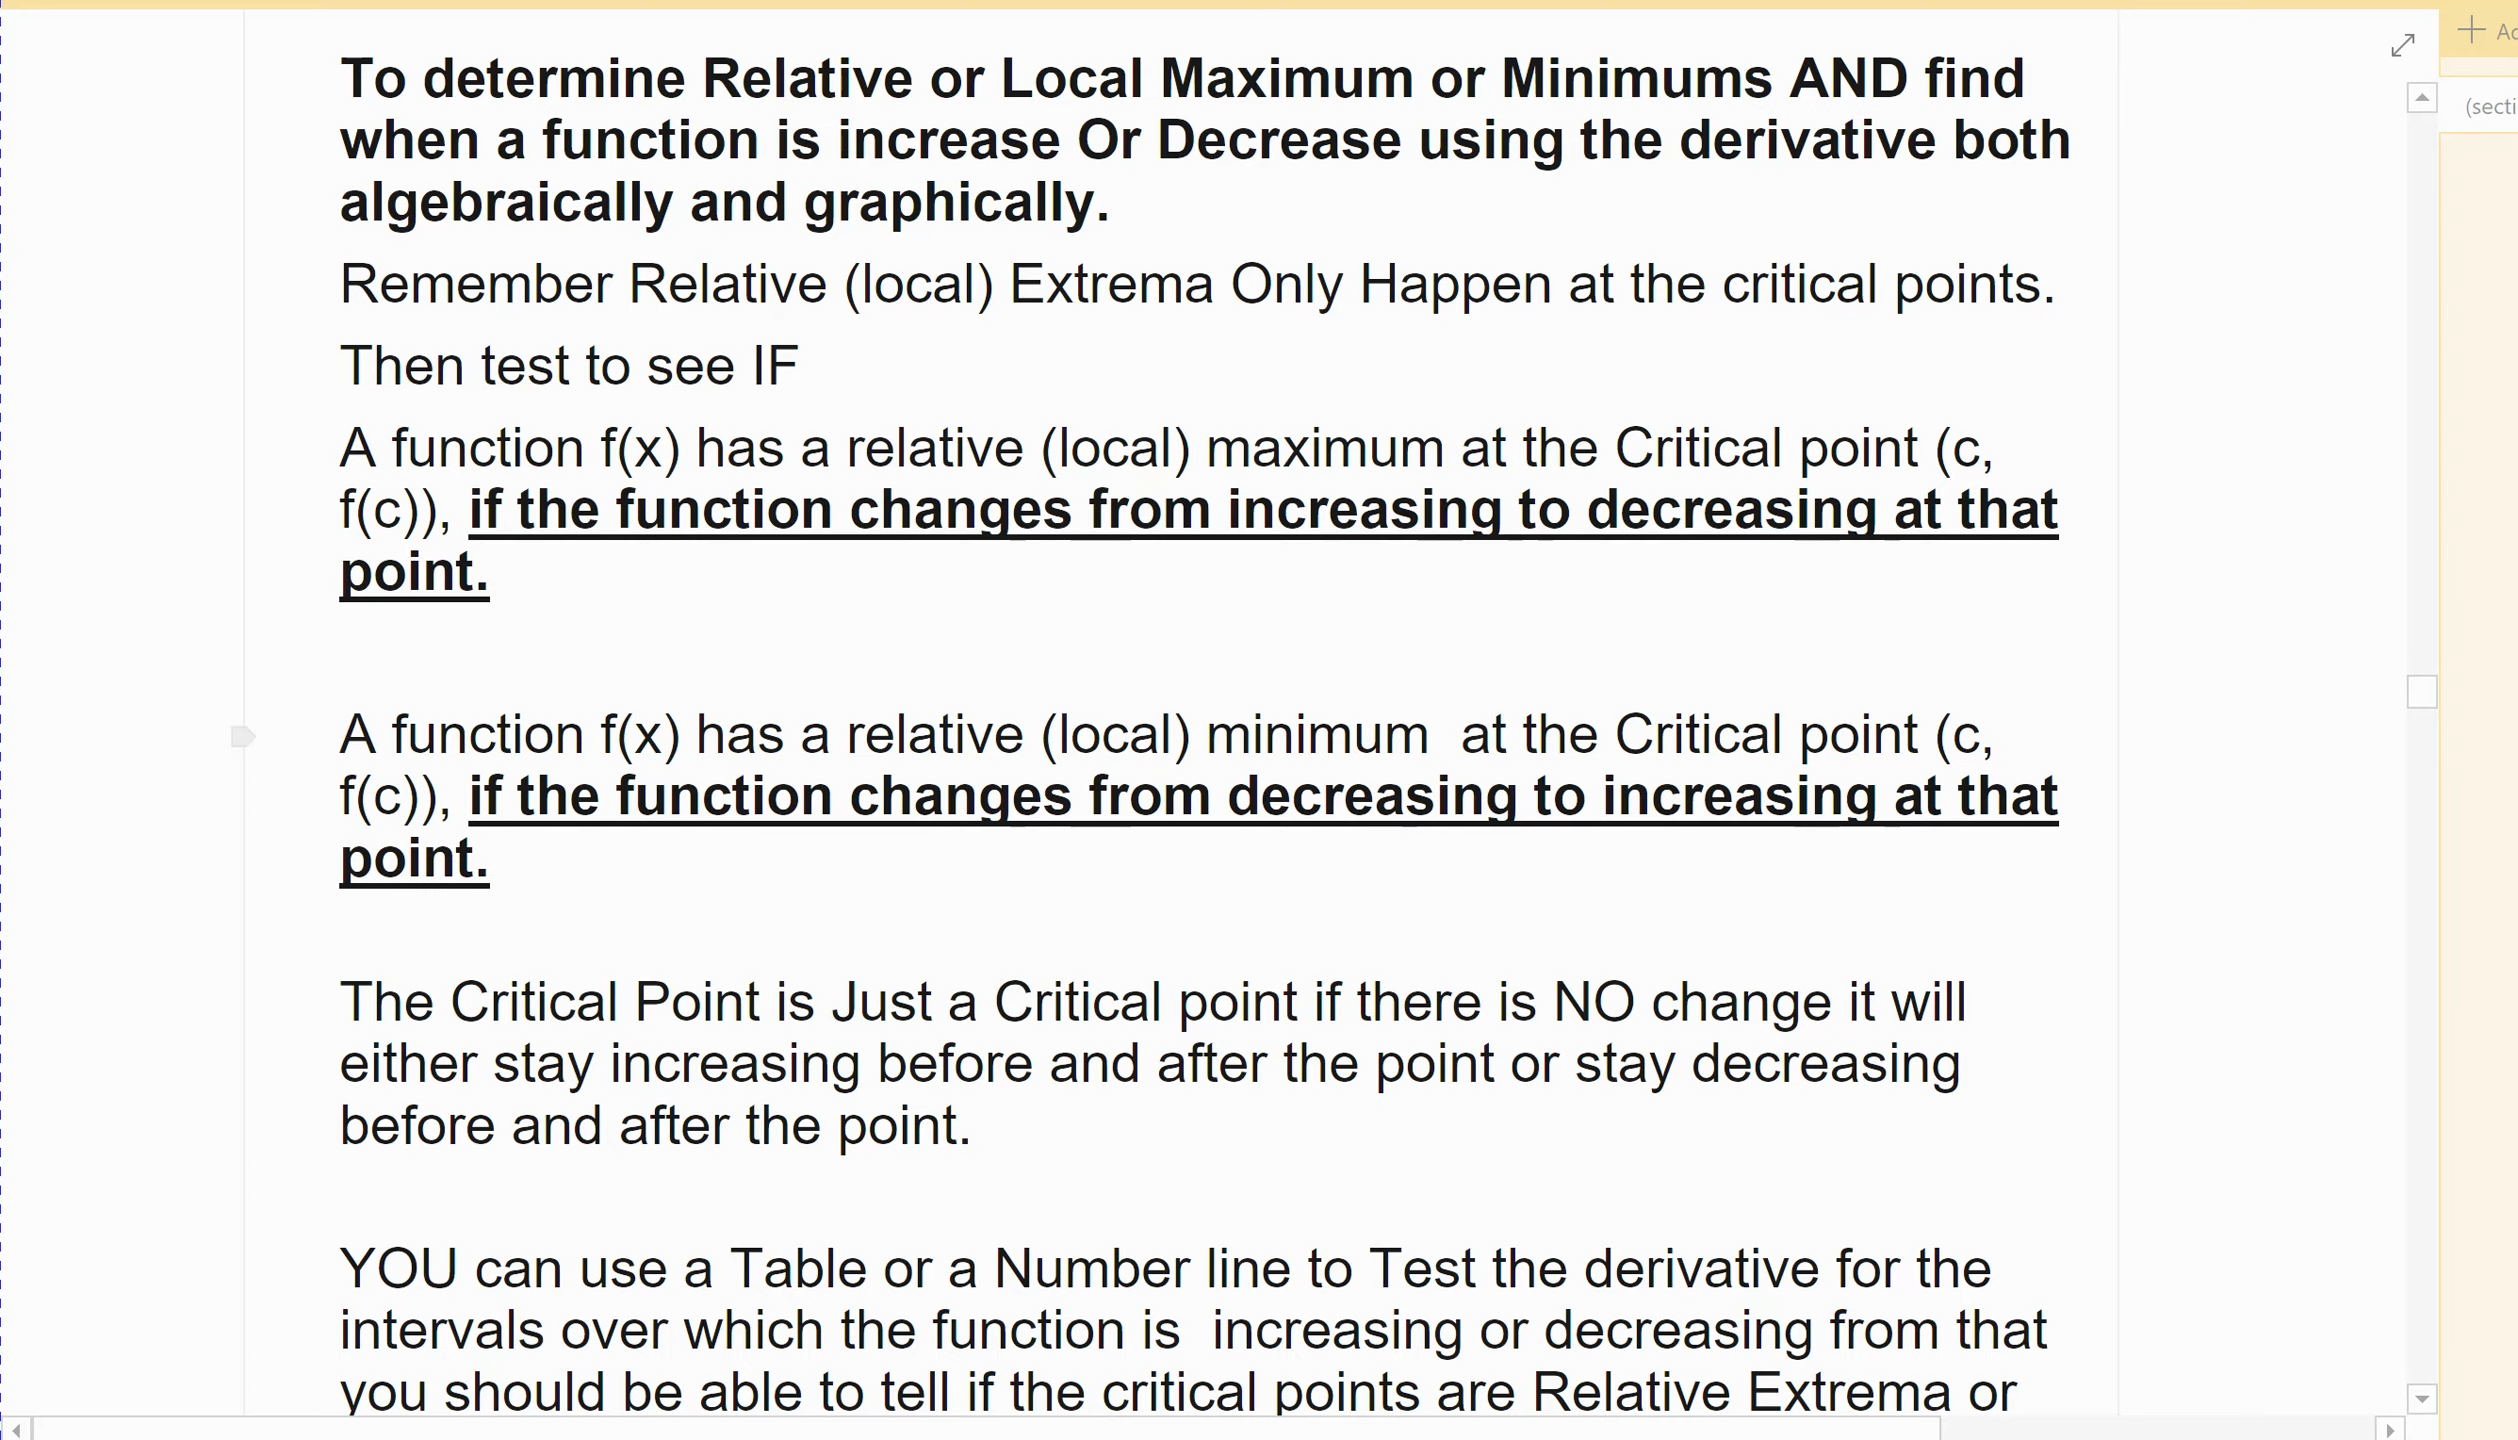 To determine Relative or Local Maximum or Minimums AND find
when a function is increase Or Decrease using the derivative both
algebraically and graphically.
Remember Relative (local) Extrema Only Happen at the critical points.
Then test to see IF
A function f(x) has a relative (local) maximum at the Critical point (c,
f(c)), if the function changes from increasing to decreasing at that
point.
A function f(x) has a relative (local) minimum  at the Critical point (c,
f(c)), if the function changes from decreasing to increasing at that
point.
The Critical Point is Just a Critical point if there is NO change it will
either stay increasing before and after the point or stay decreasing
before and after the point.
YOU can use a Table or a Number line to Test the derivative for the
intervals over which the function is  increasing or decreasing from that
you should be able to tell if the critical points are Relative Extrema or